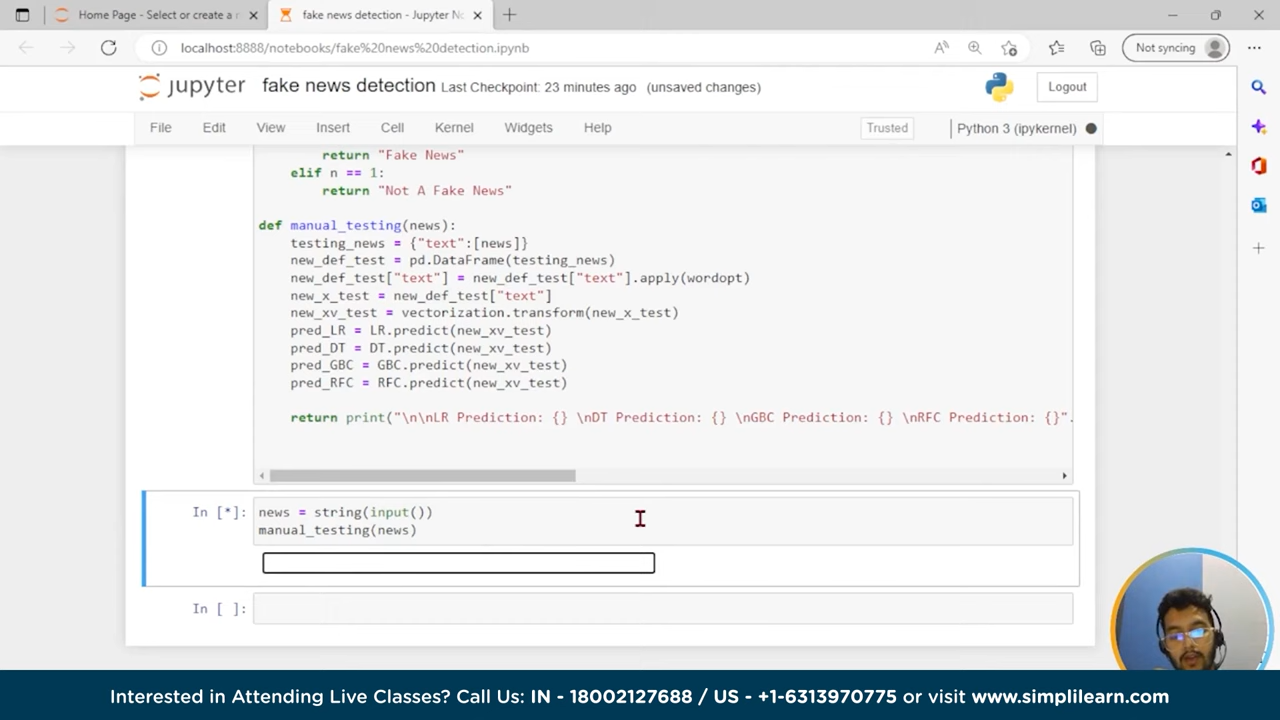 Home Page - Select or create a n
fake news detection - Jupyter No
localhost:8888/notebooks/fake%20news%20detection.ipynb
Not syncing
jupyter fake news detection Last Checkpoint: 23 minutes ago (unsaved changes)
Logout
File Edit View Insert Cell Kernel Widgets Help
Trusted
Python 3 (ipykernel)
return "Fake News"
elif n == 1:
return "Not A Fake News"
def manual_testing(news):
testing_news = {"text":[news]}
new_def_test = pd.DataFrame(testing_news)
new_def_test["text"] = new_def_test["text"].apply(wordopt)
new_x_test = new_def_test["text"]
new_xv_test = vectorization.transform(new_x_test)
pred_LR = LR.predict(new_xv_test)
pred_DT = DT.predict(new_xv_test)
pred_GBC = GBC.predict(new_xv_test)
pred_RFC = RFC.predict(new_xv_test)
return print("\n\nLR Prediction: {} \nDT Prediction: {} \nGBC Prediction: {} \nRFC Prediction: {}".
In [*]: news = string(input())
manual_testing(news)
In [ ]:
Interested in Attending Live Classes? Call Us: IN - 18002127688 / US - +1-6313970775 or visit www.simplilearn.com